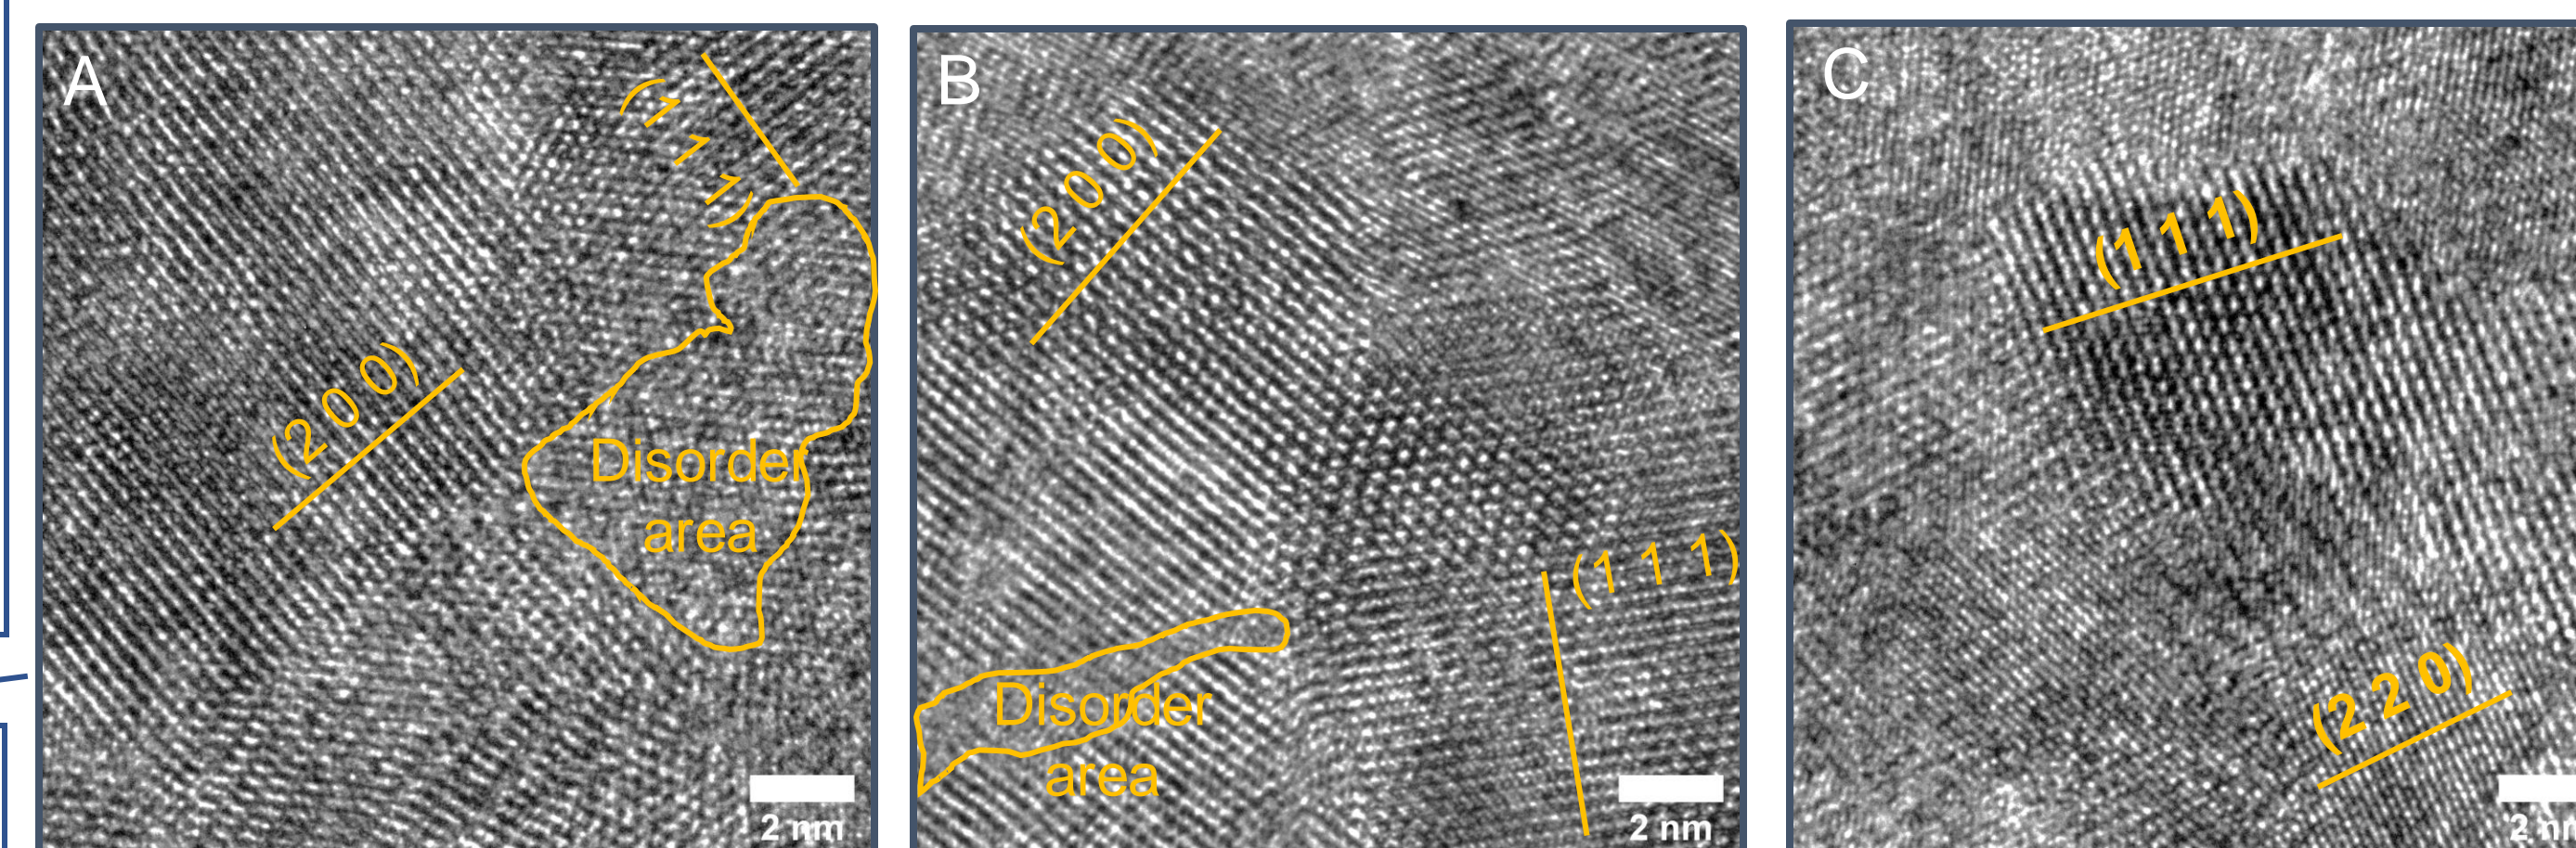 A
(1 1 1)
(2 0 0)
Disorder
area
2 nm
B
(2 0 0)
(1 1 1)
Disorder
area
2 nm
C
(1 1 1)
(2 2 0)